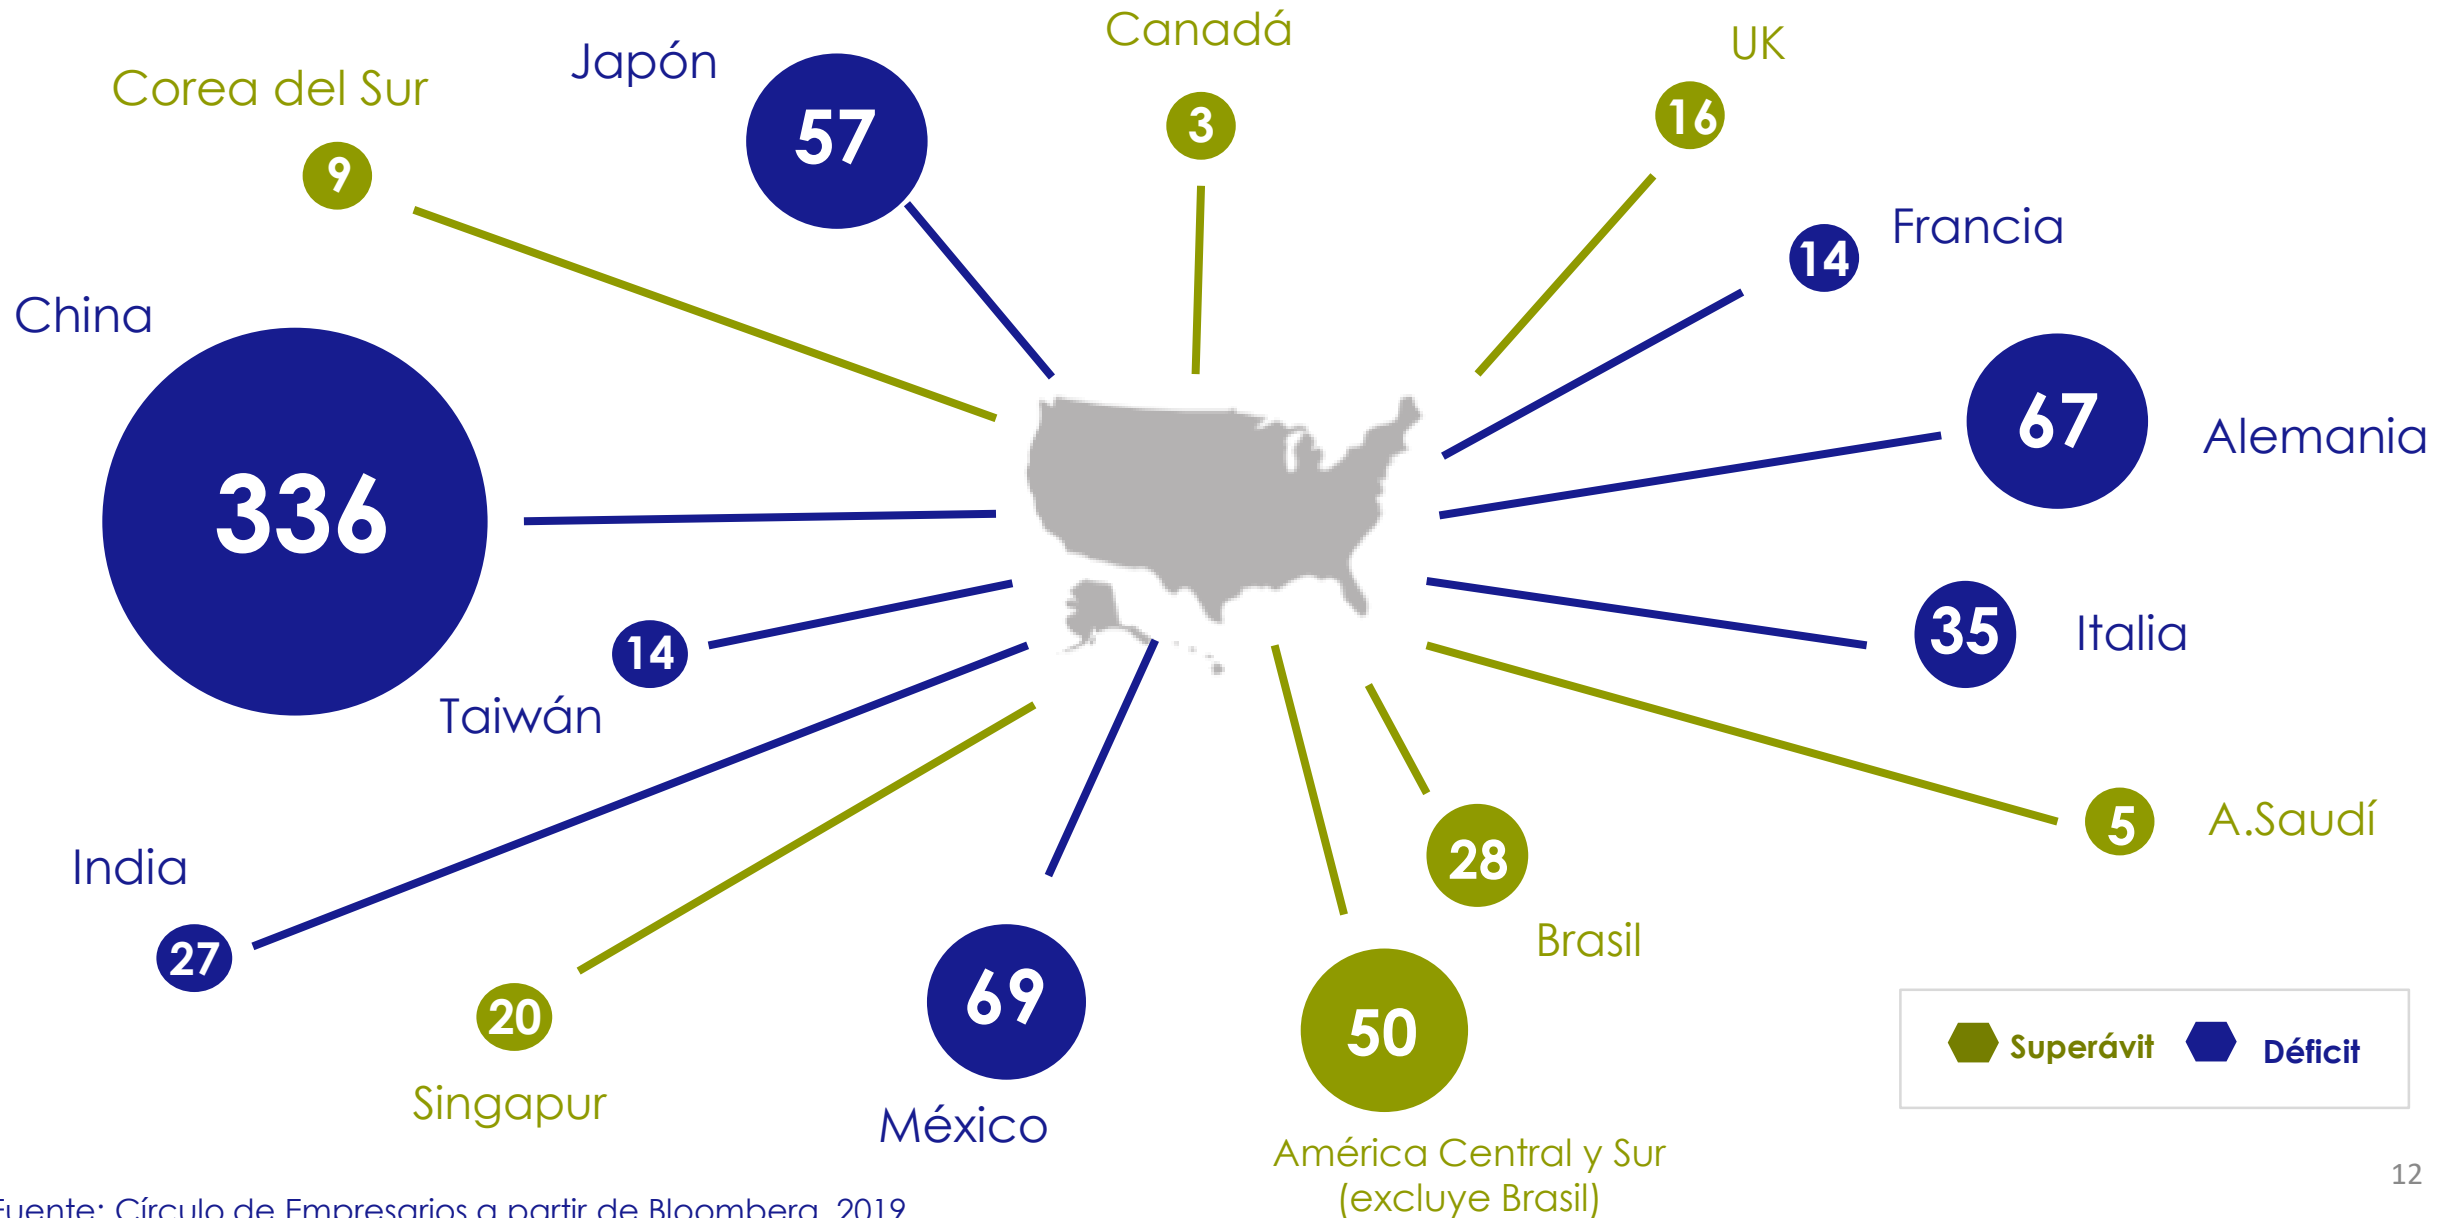 Canadá
UK
Japón
Corea del Sur
57
3
16
9
Francia
14
China
67
Alemania
336
35
Italia
14
Taiwán
A.Saudí
5
India
28
Brasil
27
69
20
50
Superávit
Déficit
Singapur
México
América Central y Sur
(excluye Brasil)
12
Fuente: Círculo de Empresarios a partir de Bloomberg, 2019